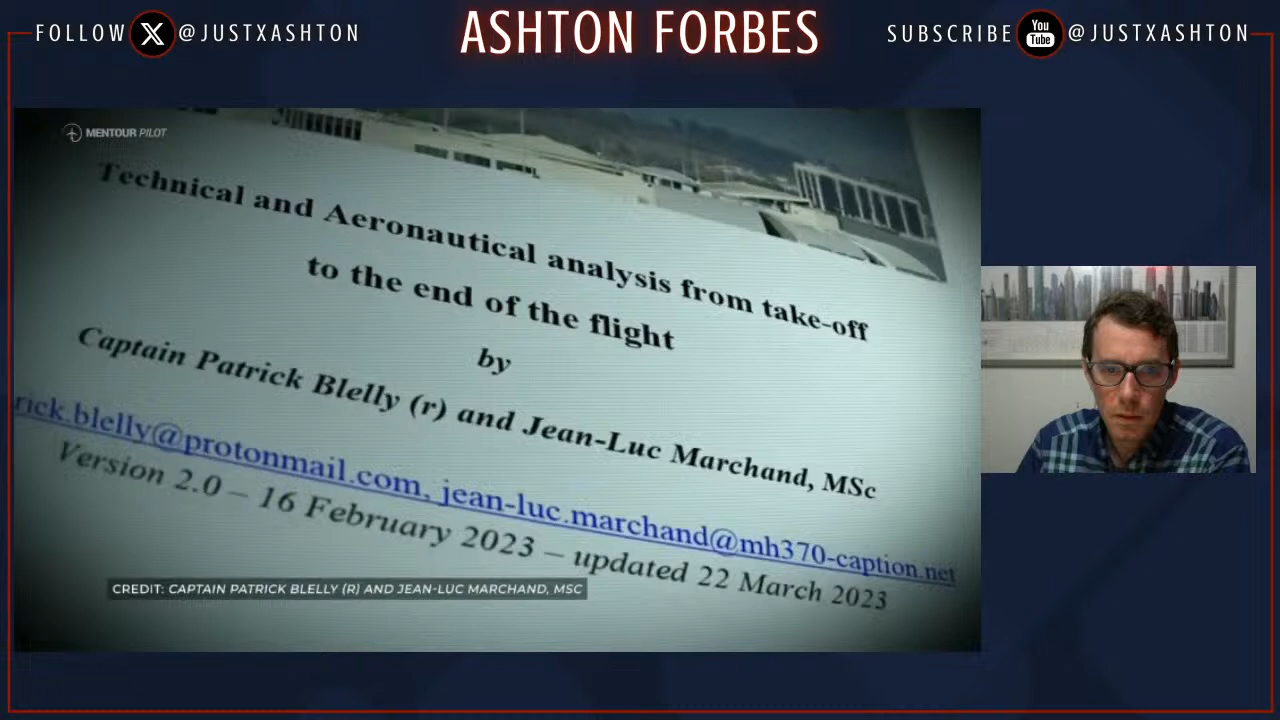 FOLLOW @JUSTXASHTON
ASHTON FORBES
SUBSCRIBE You Tube @JUSTXASHTON
MENTOUR PILOT
Technical and Aeronautical analysis from take-off
to the end of the flight
by
Captain Patrick Blelly (r) and Jean-Luc Marchand, MSc
rick.blelly@protonmail.com, jean-luc.marchand@mh370-caption.net
Version 2.0 – 16 February 2023 – updated 22 March 2023
CREDIT: CAPTAIN PATRICK BLELLY (R) AND JEAN-LUC MARCHAND, MSC